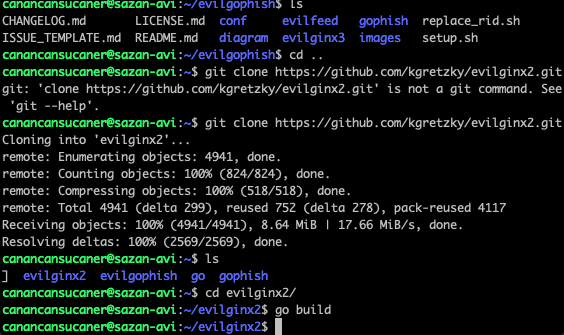 canancansucaner@sazan-avi:~/evilgophish$ ls
CHANGELOG.md LICENSE.md conf evilfeed gophish replace_rid.sh
ISSUE_TEMPLATE.md README.md diagram evilginx3 images setup.sh
canancansucaner@sazan-avi:~/evilgophish$ cd ..
canancansucaner@sazan-avi:~$ git clone https://github.com/kgretzky/evilginx2.git
git: 'clone https://github.com/kgretzky/evilginx2.git' is not a git command. See
'git --help'.
canancansucaner@sazan-avi:~$ git clone https://github.com/kgretzky/evilginx2.git
Cloning into 'evilginx2'...
remote: Enumerating objects: 4941, done.
remote: Counting objects: 100% (824/824), done.
remote: Compressing objects: 100% (518/518), done.
remote: Total 4941 (delta 299), reused 752 (delta 278), pack-reused 4117
Receiving objects: 100% (4941/4941), 8.64 MiB | 17.66 MiB/s, done.
Resolving deltas: 100% (2569/2569), done.
canancansucaner@sazan-avi:~$ ls
] evilginx2 evilgophish go gophish
canancansucaner@sazan-avi:~$ cd evilginx2/
canancansucaner@sazan-avi:~/evilginx2$ go build
canancansucaner@sazan-avi:~/evilginx2$